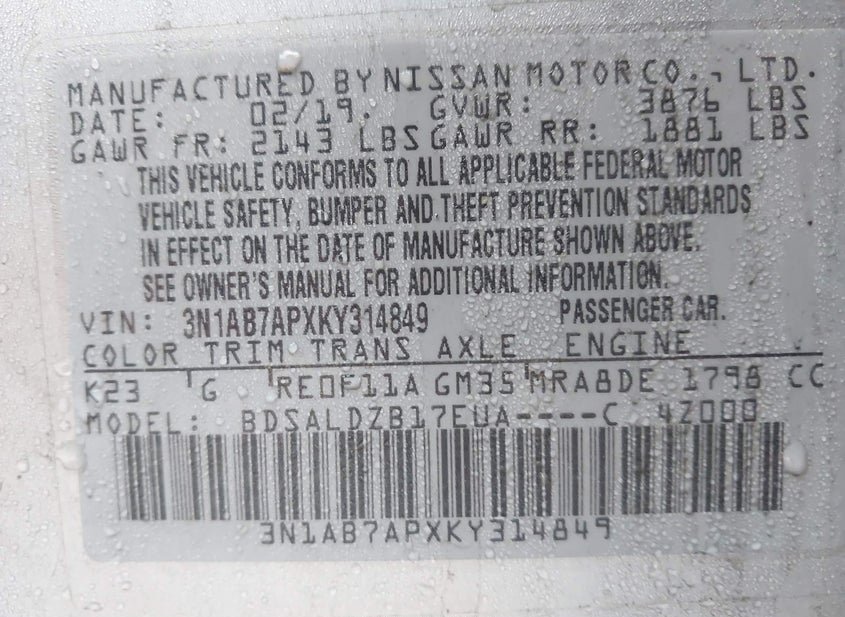 MANUFACTURED BY NISSAN MOTOR CO., LTD.
DATE: 02/19. GVWR: 3876 LBS
GAWR FR: 2143 LBS GAWR RR: 1881 LBS
THIS VEHICLE CONFORMS TO ALL APPLICABLE FEDERAL MOTOR
VEHICLE SAFETY, BUMPER AND THEFT PREVENTION STANDARDS
IN EFFECT ON THE DATE OF MANUFACTURE SHOWN ABOVE.
SEE OWNER'S MANUAL FOR ADDITIONAL INFORMATION.
VIN: 3N1AB7APXKY314849 PASSENGER CAR.
COLOR TRIM TRANS AXLE ENGINE
K23 G RE0F11A GM35 MRA8DE 1798 CC
MODEL: BDSALDZB17EUA----C 4Z000
3N1AB7APXKY314849